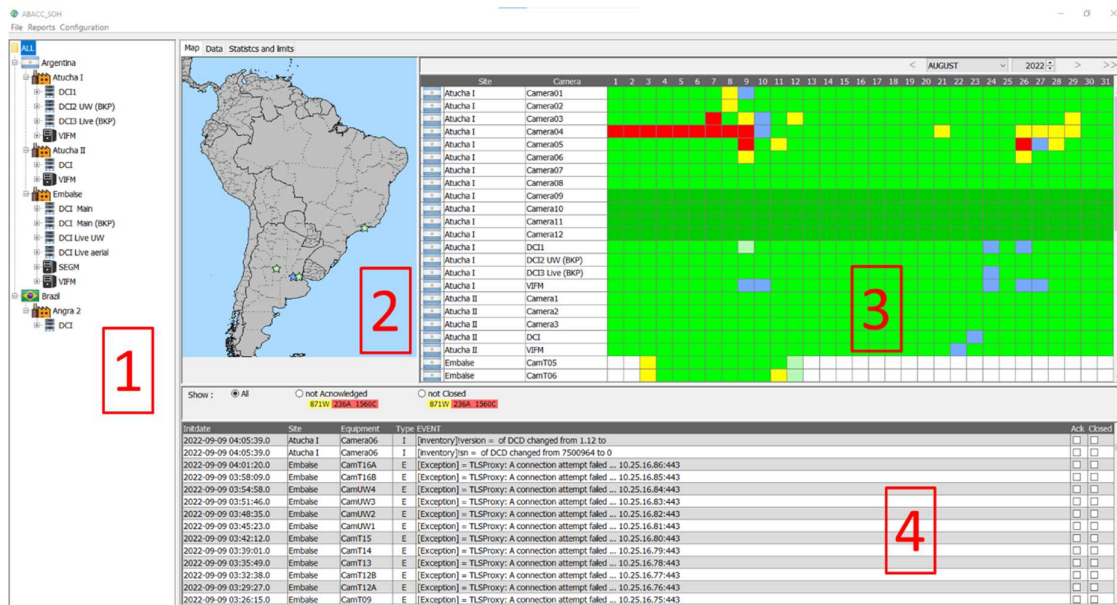 ABACC_SOH
File Reports Configuration
ALL
Argentina
Atucha I
DCI1
DCI2 UW (BKP)
DCI3 Live (BKP)
VIFM
Atucha II
DCI
VIFM
Embalse
DCI Main
DCI Main (BKP)
DCI Live UW
DCI Live aerial
SEGM
VIFM
Brazil
Angra 2
DCI
1
Map Data Statistcs and lmits
2
< AUGUST 2022 > >>
Site Camera 1 2 3 4 5 6 7 8 9 10 11 12 13 14 15 16 17 18 19 20 21 22 23 24 25 26 27 28 29 30 31
Atucha I Camera01
Atucha I Camera02
Atucha I Camera03
Atucha I Camera04
Atucha I Camera05
Atucha I Camera06
Atucha I Camera07
Atucha I Camera08
Atucha I Camera09
Atucha I Camera10
Atucha I Camera11
Atucha I Camera12
Atucha I DCI1
Atucha I DCI2 UW (BKP)
Atucha I DCI3 Live (BKP)
Atucha I VIFM
Atucha II Camera1
Atucha II Camera2
Atucha II Camera3
Atucha II DCI
Atucha II VIFM
Embalse CamT05
Embalse CamT06
3
Show : All not Acnowledged not Closed
871W 236A 1560C 871W 236A 1560C
Initdate Site Equipment Type EVENT Ack Closed
2022-09-09 04:05:39.0 Atucha I Camera06 I [inventory]!version = of DCD changed from 1.12 to
2022-09-09 04:05:39.0 Atucha I Camera06 I [inventory]!sn = of DCD changed from 7500964 to 0
2022-09-09 04:01:20.0 Embalse CamT16A E [Exception] = TLSProxy: A connection attempt failed ... 10.25.16.86:443
2022-09-09 03:58:09.0 Embalse CamT16B E [Exception] = TLSProxy: A connection attempt failed ... 10.25.16.85:443
2022-09-09 03:54:58.0 Embalse CamUW4 E [Exception] = TLSProxy: A connection attempt failed ... 10.25.16.84:443
2022-09-09 03:51:46.0 Embalse CamUW3 E [Exception] = TLSProxy: A connection attempt failed ... 10.25.16.83:443
2022-09-09 03:48:35.0 Embalse CamUW2 E [Exception] = TLSProxy: A connection attempt failed ... 10.25.16.82:443
2022-09-09 03:45:23.0 Embalse CamUW1 E [Exception] = TLSProxy: A connection attempt failed ... 10.25.16.81:443
2022-09-09 03:42:12.0 Embalse CamT15 E [Exception] = TLSProxy: A connection attempt failed ... 10.25.16.80:443
2022-09-09 03:39:01.0 Embalse CamT14 E [Exception] = TLSProxy: A connection attempt failed ... 10.25.16.79:443
2022-09-09 03:35:49.0 Embalse CamT13 E [Exception] = TLSProxy: A connection attempt failed ... 10.25.16.78:443
2022-09-09 03:32:38.0 Embalse CamT12B E [Exception] = TLSProxy: A connection attempt failed ... 10.25.16.77:443
2022-09-09 03:29:27.0 Embalse CamT12A E [Exception] = TLSProxy: A connection attempt failed ... 10.25.16.76:443
2022-09-09 03:26:15.0 Embalse CamT09 E [Exception] = TLSProxy: A connection attempt failed ... 10.25.16.75:443
4